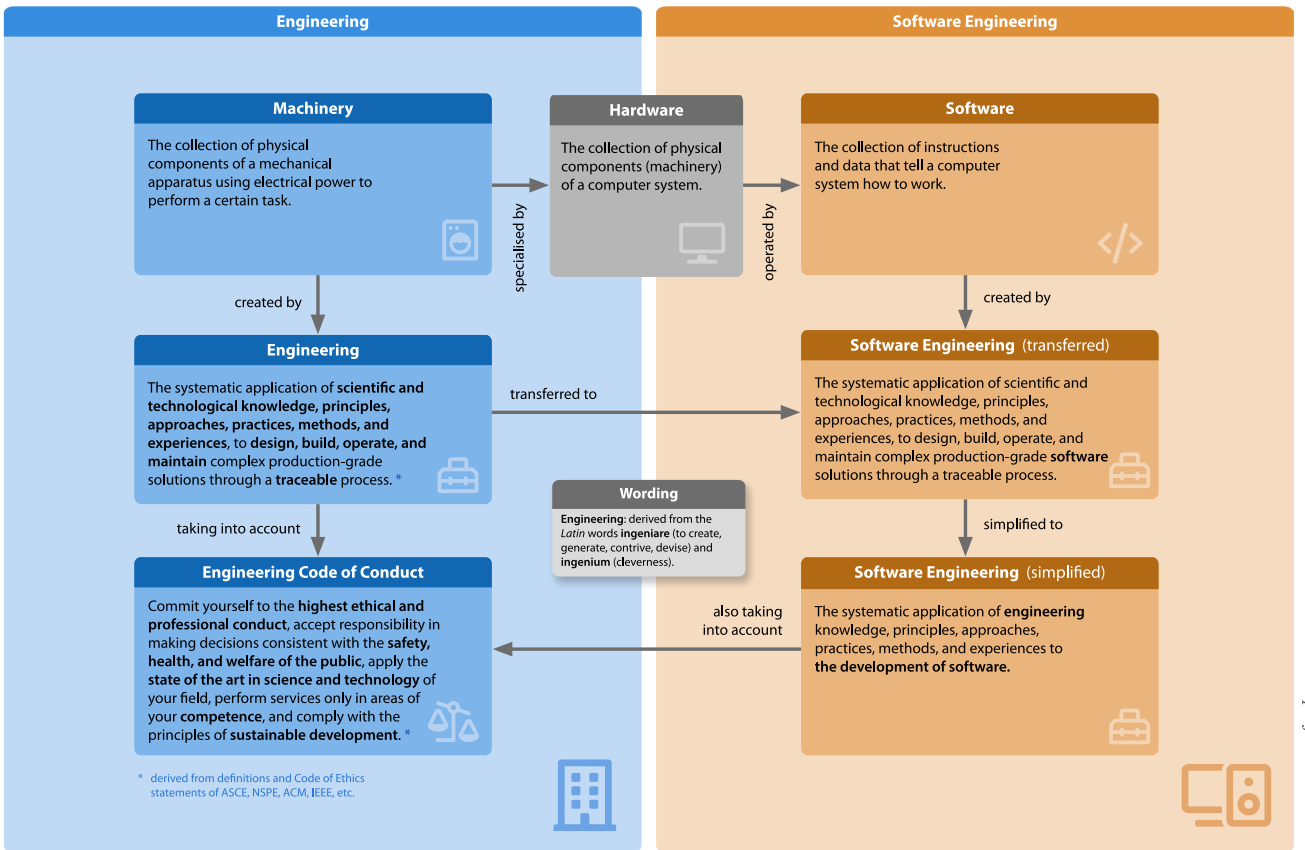 Engineering
Software Engineering
Machinery
The collection of physical
components of a mechanical
apparatus using electrical power to
perform a certain task.
specialised by
Hardware
The collection of physical
components (machinery)
of a computer system.
operated by
Software
The collection of instructions
and data that tell a computer
system how to work.
created by
created by
Engineering
The systematic application of scientific and
technological knowledge, principles,
approaches, practices, methods, and
experiences, to design, build, operate, and
maintain complex production-grade
solutions through a traceable process. *
transferred to
Software Engineering (transferred)
The systematic application of scientific and
technological knowledge, principles,
approaches, practices, methods, and
experiences, to design, build, operate, and
maintain complex production-grade software
solutions through a traceable process.
Wording
Engineering: derived from the
Latin words ingeniare (to create,
generate, contrive, devise) and
ingenium (cleverness).
taking into account
simplified to
Engineering Code of Conduct
Commit yourself to the highest ethical and
professional conduct, accept responsibility in
making decisions consistent with the safety,
health, and welfare of the public, apply the
state of the art in science and technology of
your field, perform services only in areas of
your competence, and comply with the
principles of sustainable development. *
also taking
into account
Software Engineering (simplified)
The systematic application of engineering
knowledge, principles, approaches,
practices, methods, and experiences to
the development of software.
* derived from definitions and Code of Ethics
statements of ASCE, NSPE, ACM, IEEE, etc.